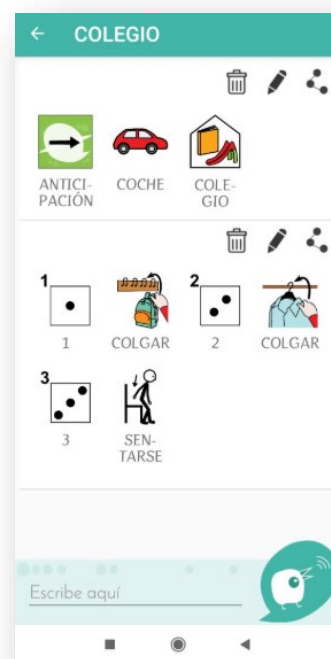 COLEGIO
ANTICI-
PACIÓN
COCHE
COLE-
GIO
1
2
1
COLGAR
2
COLGAR
3
3
SEN-
TARSE
Escribe aquí